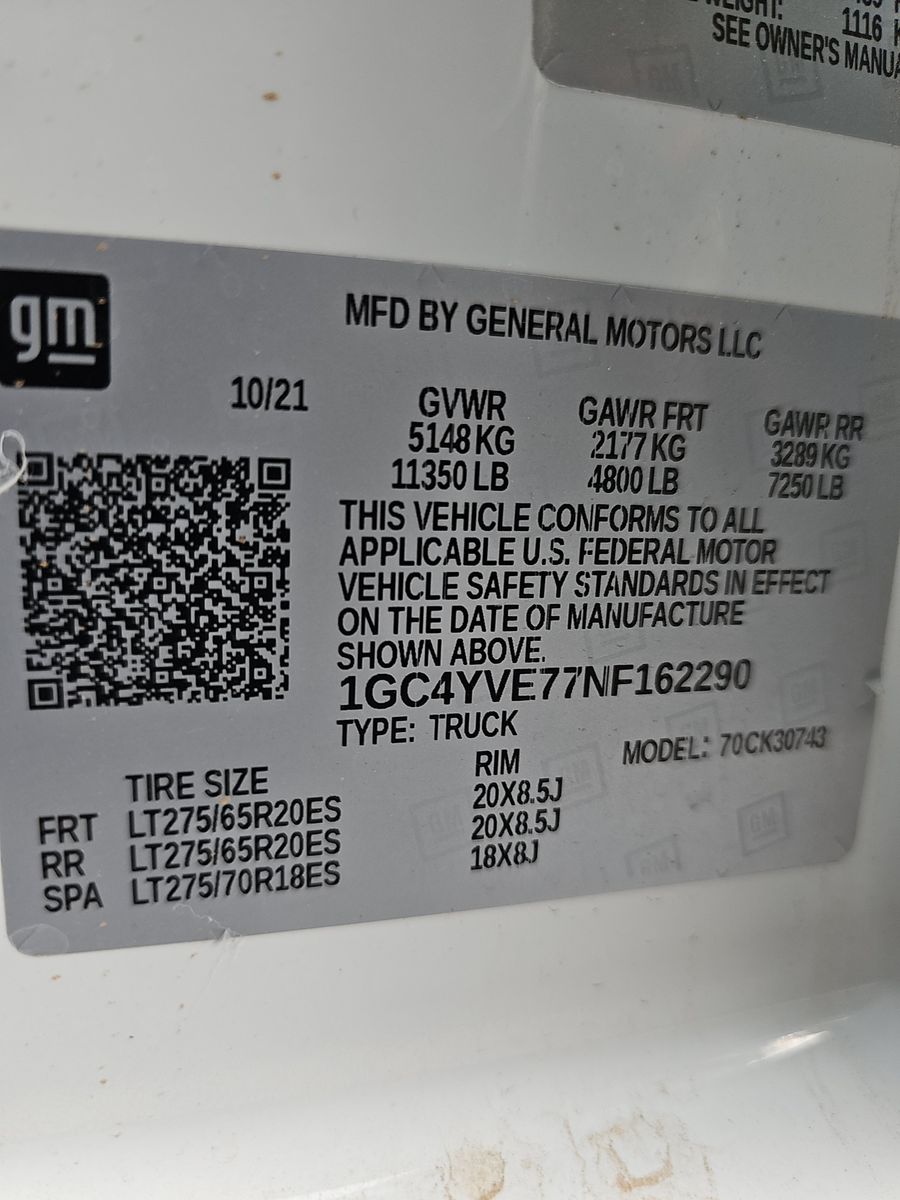 WEIGHT:
1116 K
SEE OWNER'S MANUA
gm
MFD BY GENERAL MOTORS LLC
10/21
GVWR GAWR FRT GAWR RR
5148 KG 2177 KG 3289 KG
11350 LB 4800 LB 7250 LB
THIS VEHICLE CONFORMS TO ALL
APPLICABLE U.S. FEDERAL MOTOR
VEHICLE SAFETY STANDARDS IN EFFECT
ON THE DATE OF MANUFACTURE
SHOWN ABOVE.
1GC4YVE77NF162290
TYPE: TRUCK MODEL: 70CK30743
TIRE SIZE RIM
FRT LT275/65R20ES 20X8.5J
RR LT275/65R20ES 20X8.5J
SPA LT275/70R18ES 18X8J